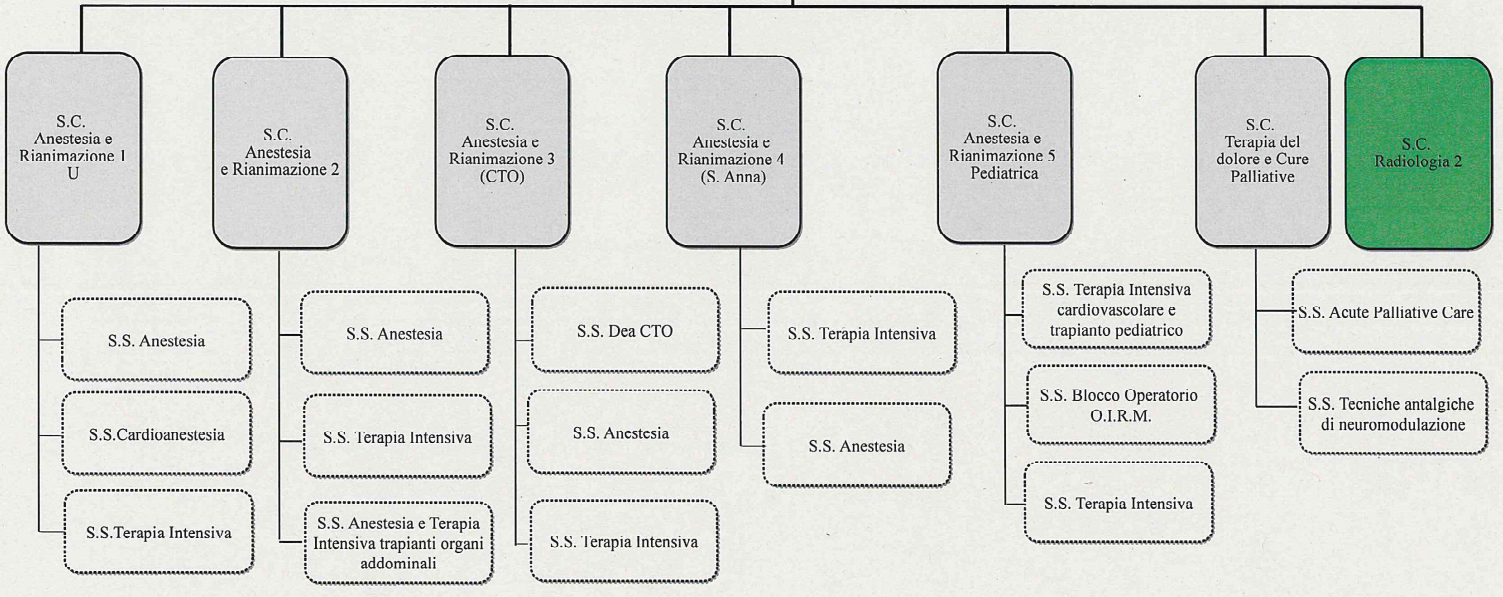 S.C.
Anestesia e
Rianimazione 1
U
S.C.
Anestesia
e Rianimazione 2
S.C.
Anestesia e
Rianimazione 3
(CTO)
S.C.
Anestesia e
Rianimazione 4
(S. Anna)
S.C.
Anestesia e
Rianimazione 5
Pediatrica
S.C.
Terapia del
dolore e Cure
Palliative
S.C.
Radiologia 2
S.S. Anestesia
S.S.Cardioanestesia
S.S.Terapia Intensiva
S.S. Anestesia
S.S. Terapia Intensiva
S.S. Anestesia e Terapia
Intensiva trapianti organi
addominali
S.S. Dea CTO
S.S. Anestesia
S.S. Terapia Intensiva
S.S. Terapia Intensiva
S.S. Anestesia
S.S. Terapia Intensiva
cardiovascolare e
trapianto pediatrico
S.S. Blocco Operatorio
O.I.R.M.
S.S. Terapia Intensiva
S.S. Acute Palliative Care
S.S. Tecniche antalgiche
di neuromodulazione